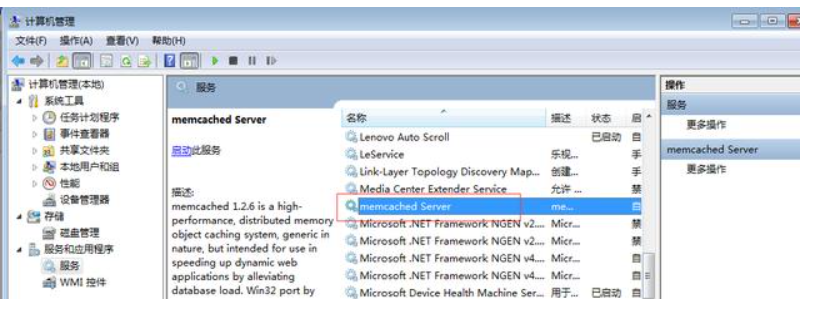 计算机管理
文件(F) 操作(A) 查看(V) 帮助(H)
计算机管理(本地)
系统工具
任务计划程序
事件查看器
共享文件夹
本地用户和组
性能
设备管理器
存储
磁盘管理
服务和应用程序
服务
WMI 控件
服务
memcached Server
启动此服务
描述:
memcached 1.2.6 is a high-
performance, distributed memory
object caching system, generic in
nature, but intended for use in
speeding up dynamic web
applications by alleviating
database load. Win32 port by
名称 描述 状态 启
Lenovo Auto Scroll 已启动 自
LeService 乐视... 手
Link-Layer Topology Discovery Map... 创建... 手
Media Center Extender Service 允许 ... 禁
memcached Server me... 自
Microsoft .NET Framework NGEN v2.... Micr... 禁
Microsoft .NET Framework NGEN v2.... Micr... 禁
Microsoft .NET Framework NGEN v4.... Micr... 自
Microsoft .NET Framework NGEN v4.... Micr... 自
Microsoft Device Health Machine Ser... 用于... 已启动 自
操作
服务
更多操作
memcached Server
更多操作